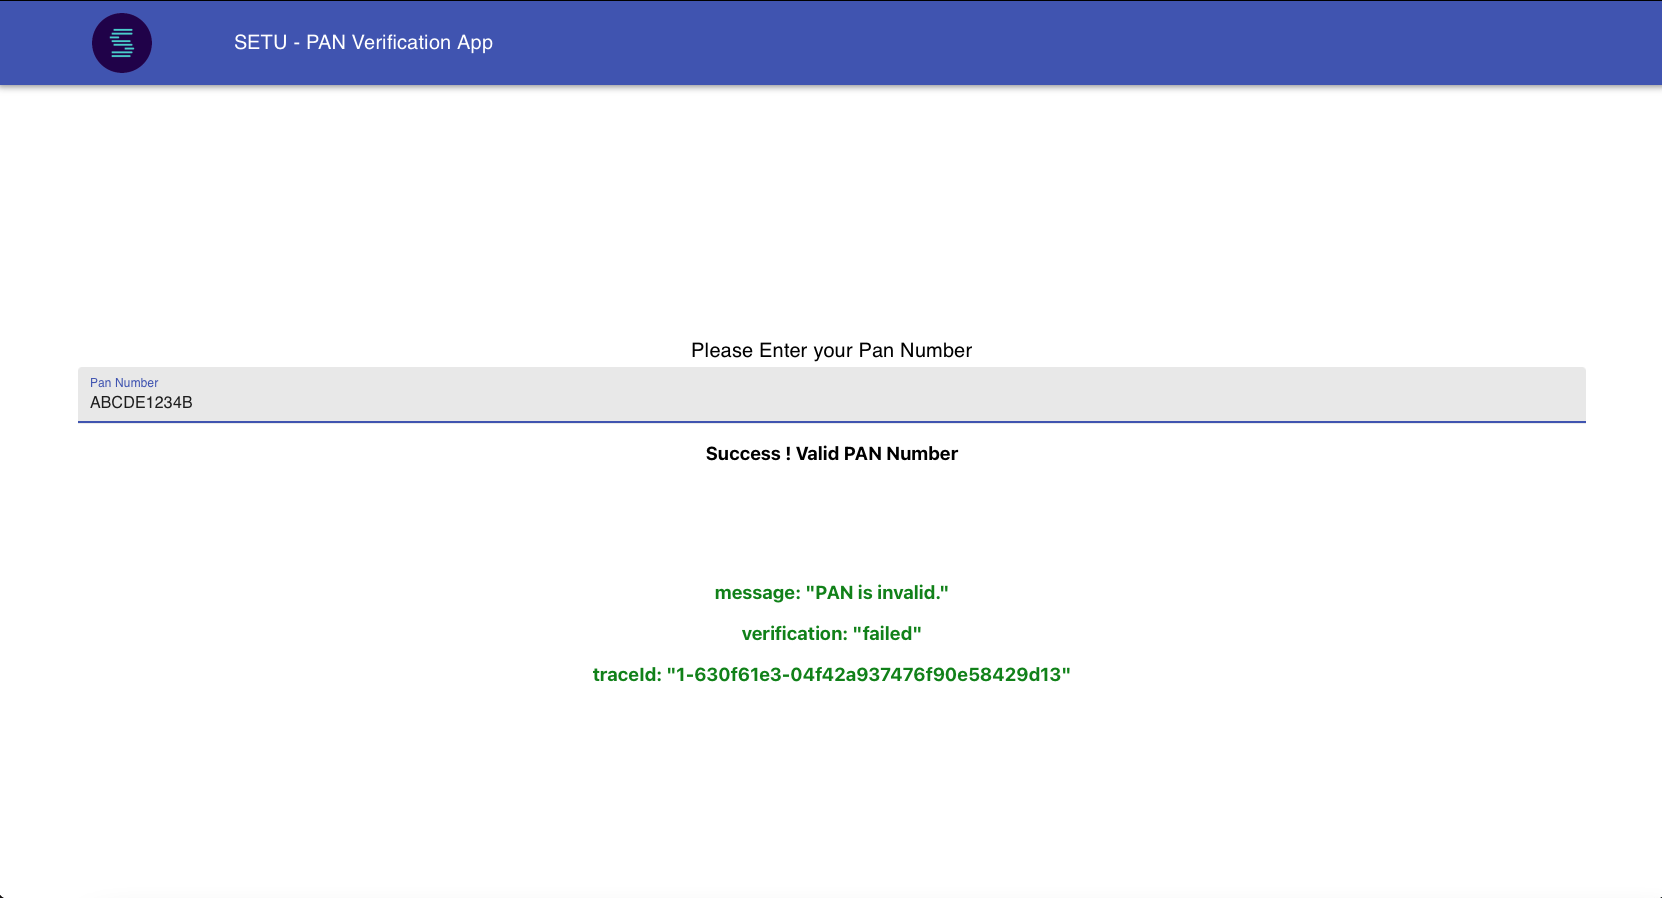 SETU - PAN Verification App
Please Enter your Pan Number
Pan Number
ABCDE1234B
Success ! Valid PAN Number
message: "PAN is invalid."
verification: "failed"
traceId: "1-630f61e3-04f42a937476f90e58429d13"